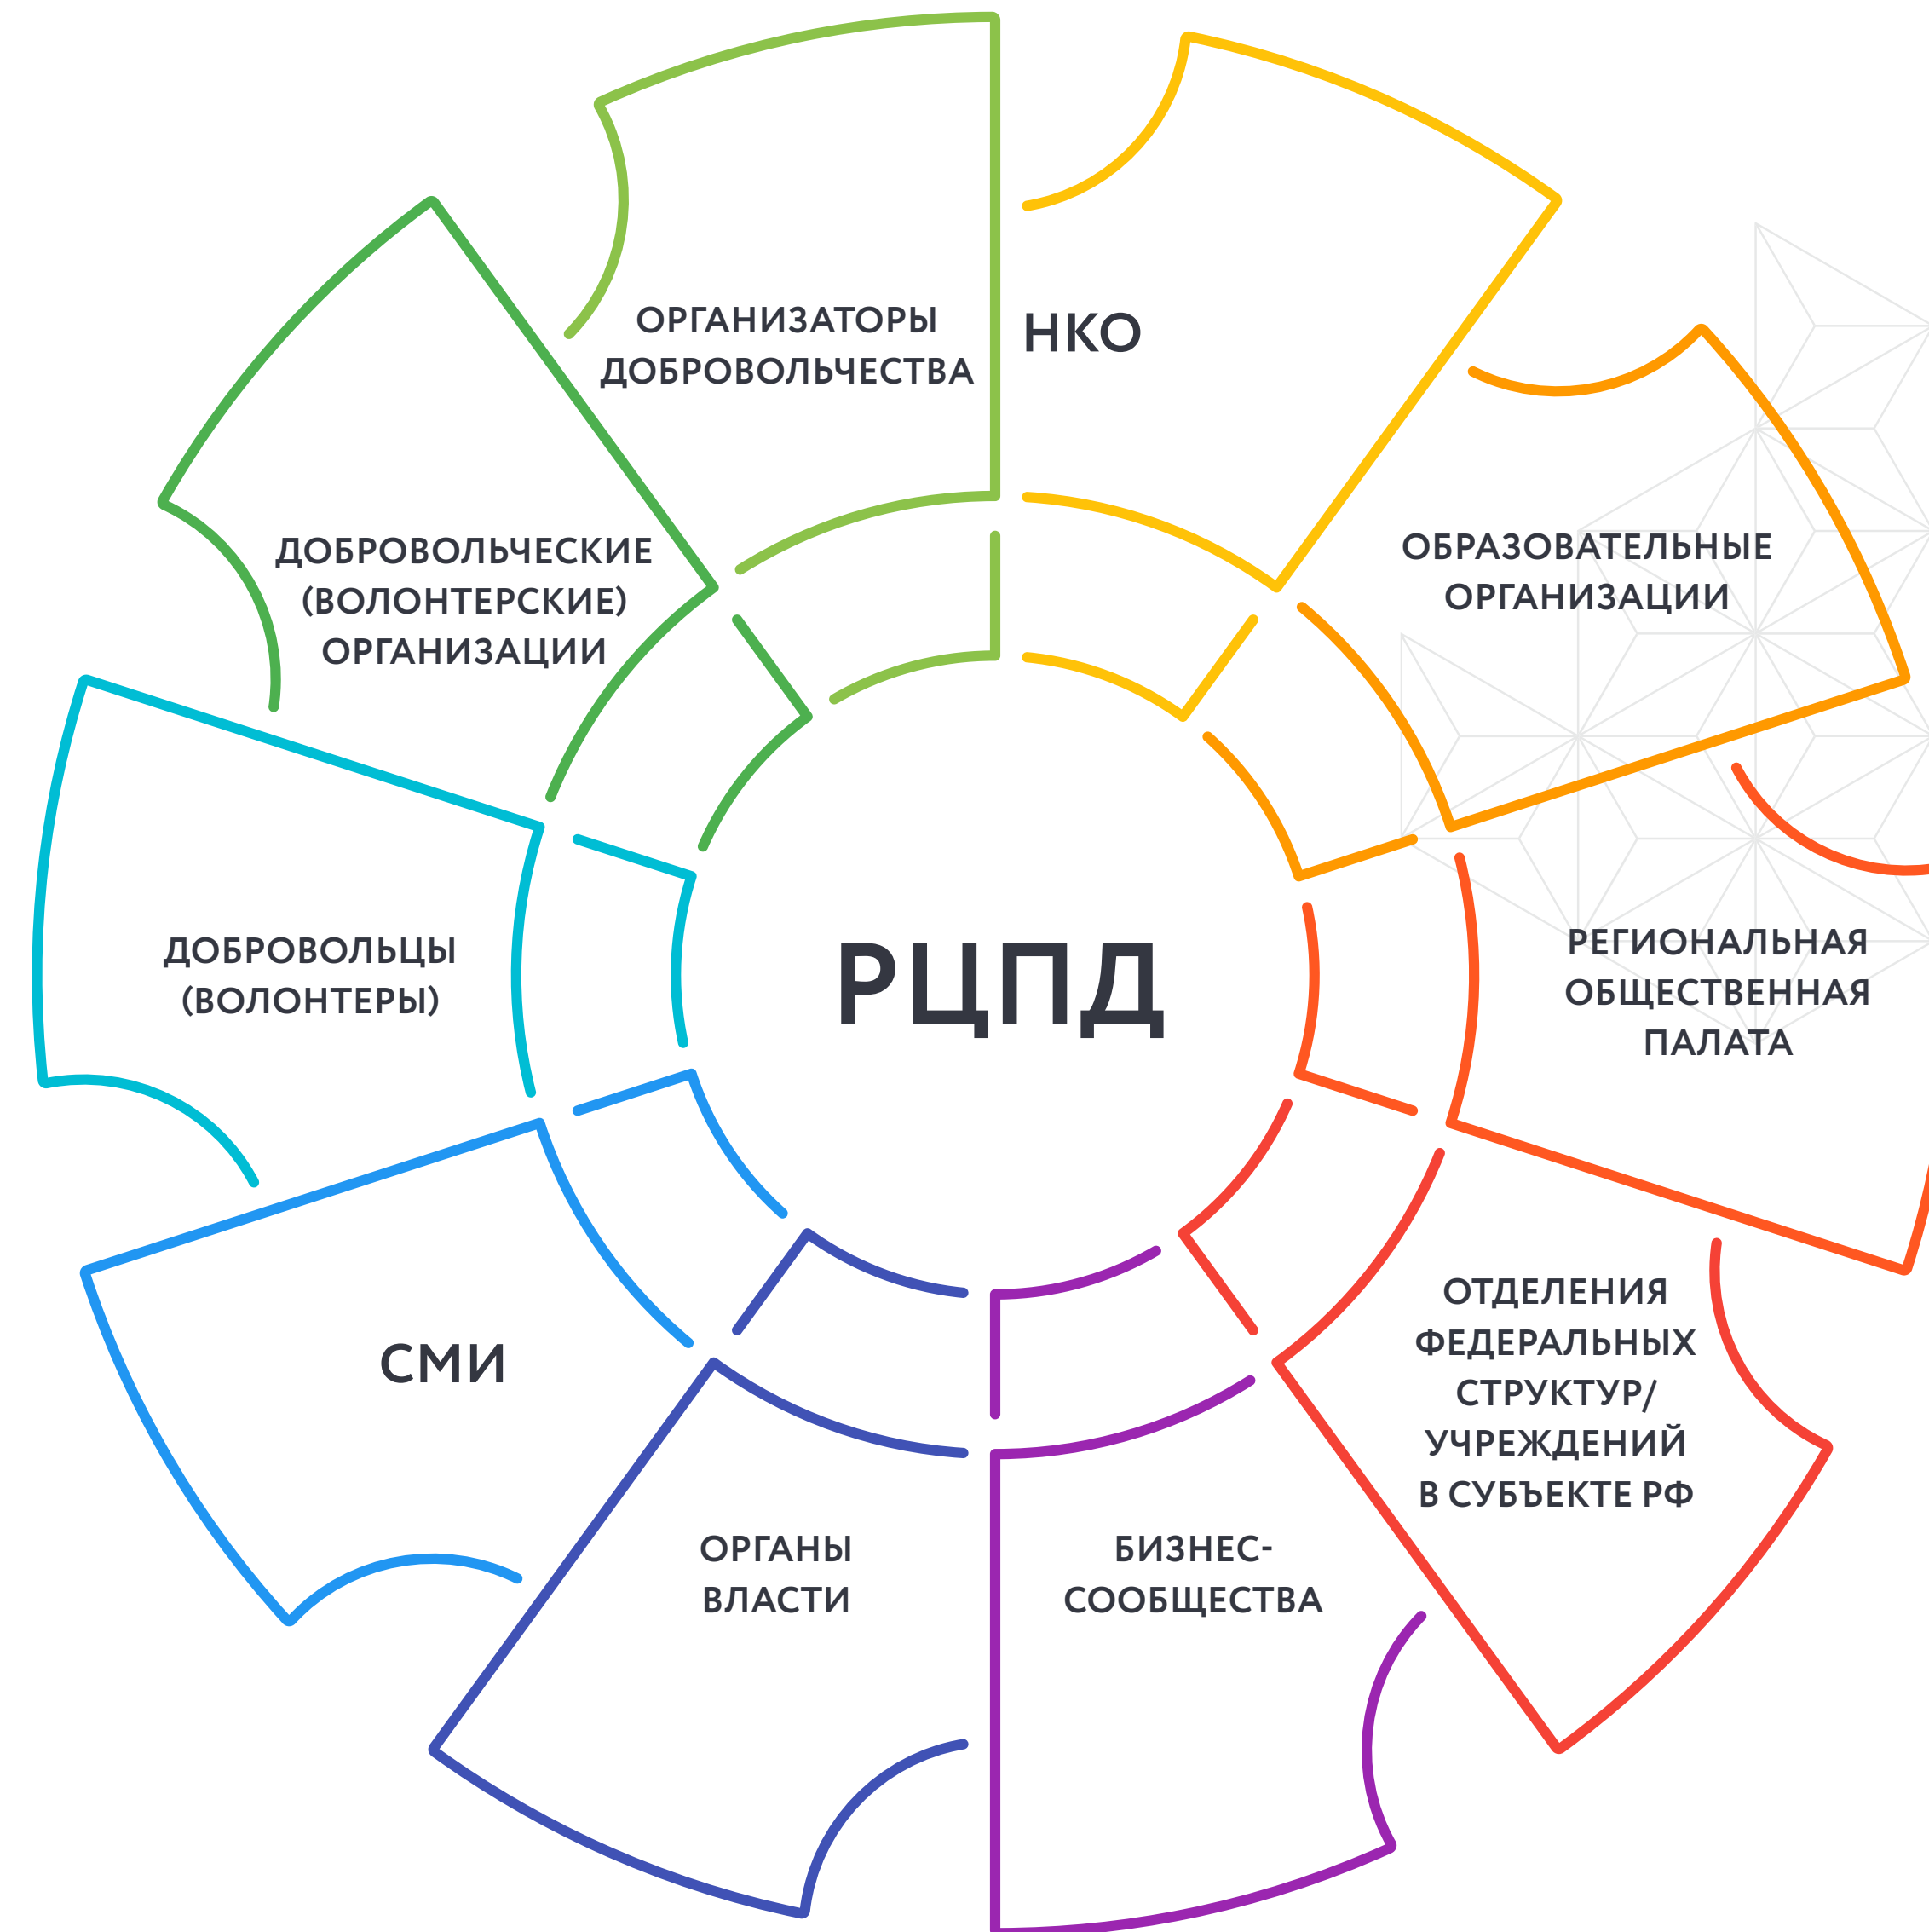 ОРГАНИЗАТОРЫ
ДОБРОВОЛЬЧЕСТВА
НКО
ОБРАЗОВАТЕЛЬНЫЕ
ОРГАНИЗАЦИИ
ДОБРОВОЛЬЧЕСКИЕ
(ВОЛОНТЕРСКИЕ)
ОРГАНИЗАЦИИ
ДОБРОВОЛЬЦЫ
(ВОЛОНТЕРЫ)
РЦПД
РЕГИОНАЛЬНАЯ
ОБЩЕСТВЕННАЯ
ПАЛАТА
СМИ
ОТДЕЛЕНИЯ
ФЕДЕРАЛЬНЫХ
СТРУКТУР/
УЧРЕЖДЕНИЙ
В СУБЪЕКТЕ РФ
ОРГАНЫ
ВЛАСТИ
БИЗНЕС-
СООБЩЕСТВА